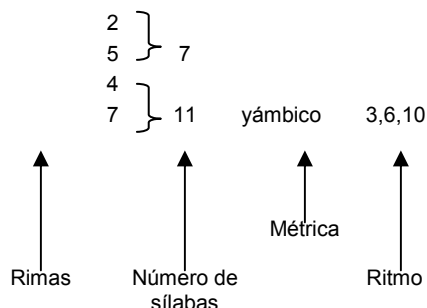 2
5 7
4
7 11 yámbico 3,6,10
Métrica
Rimas Número de Ritmo
sílabas